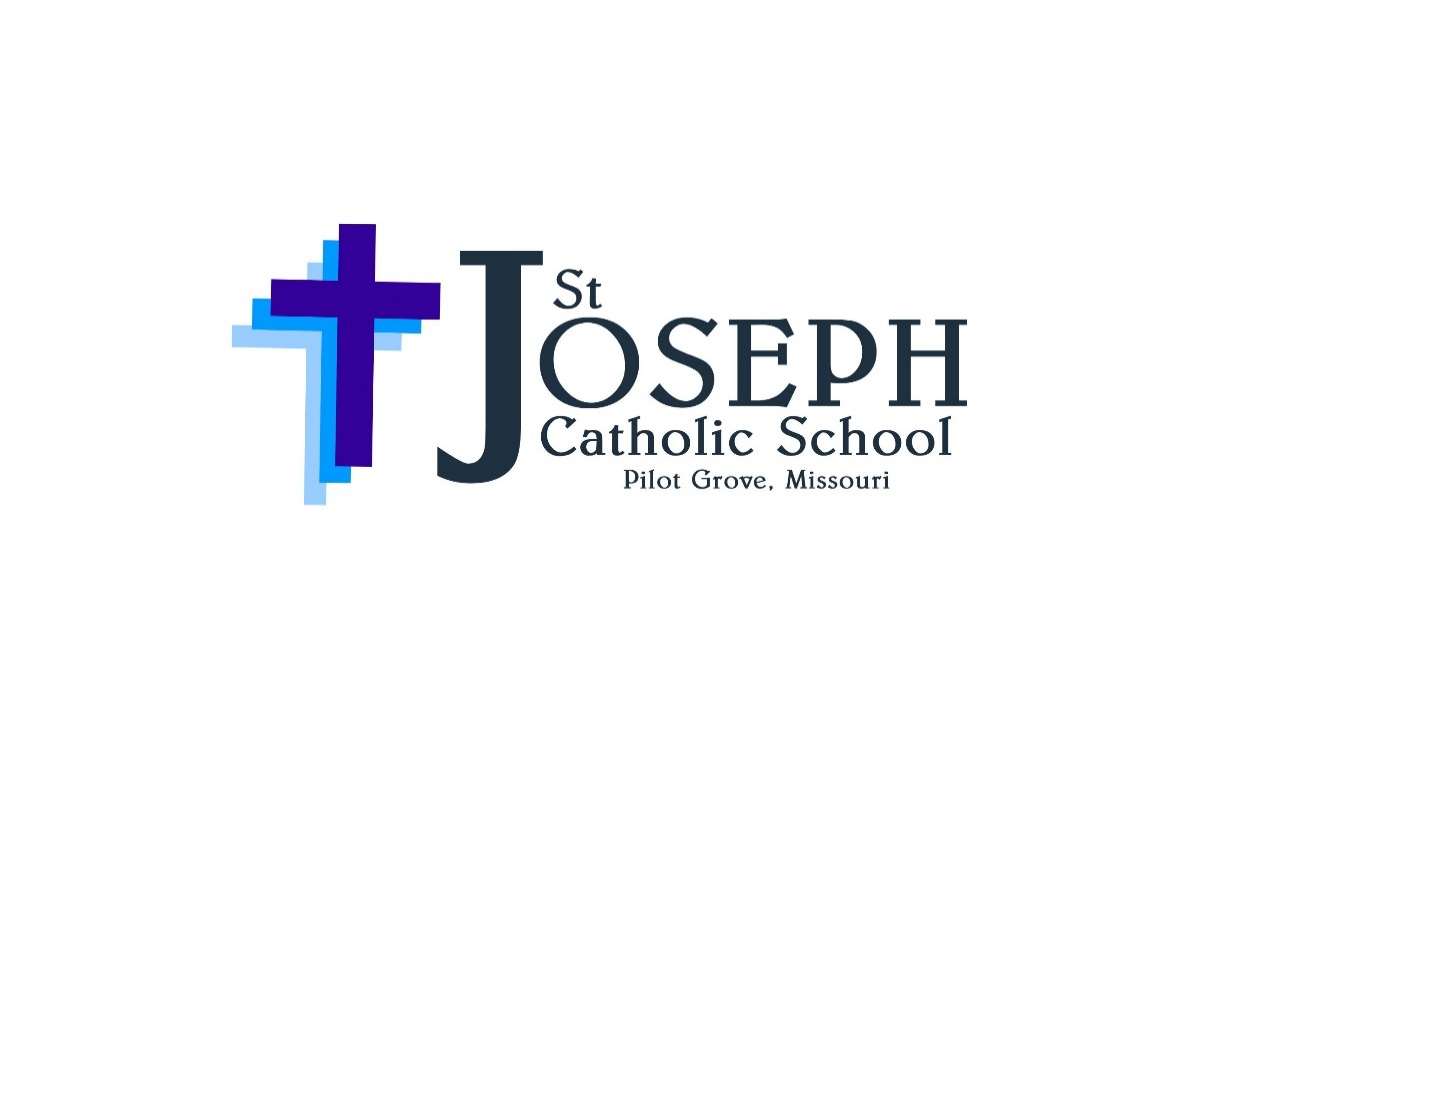 St
JOSEPH
Catholic School
Pilot Grove, Missouri